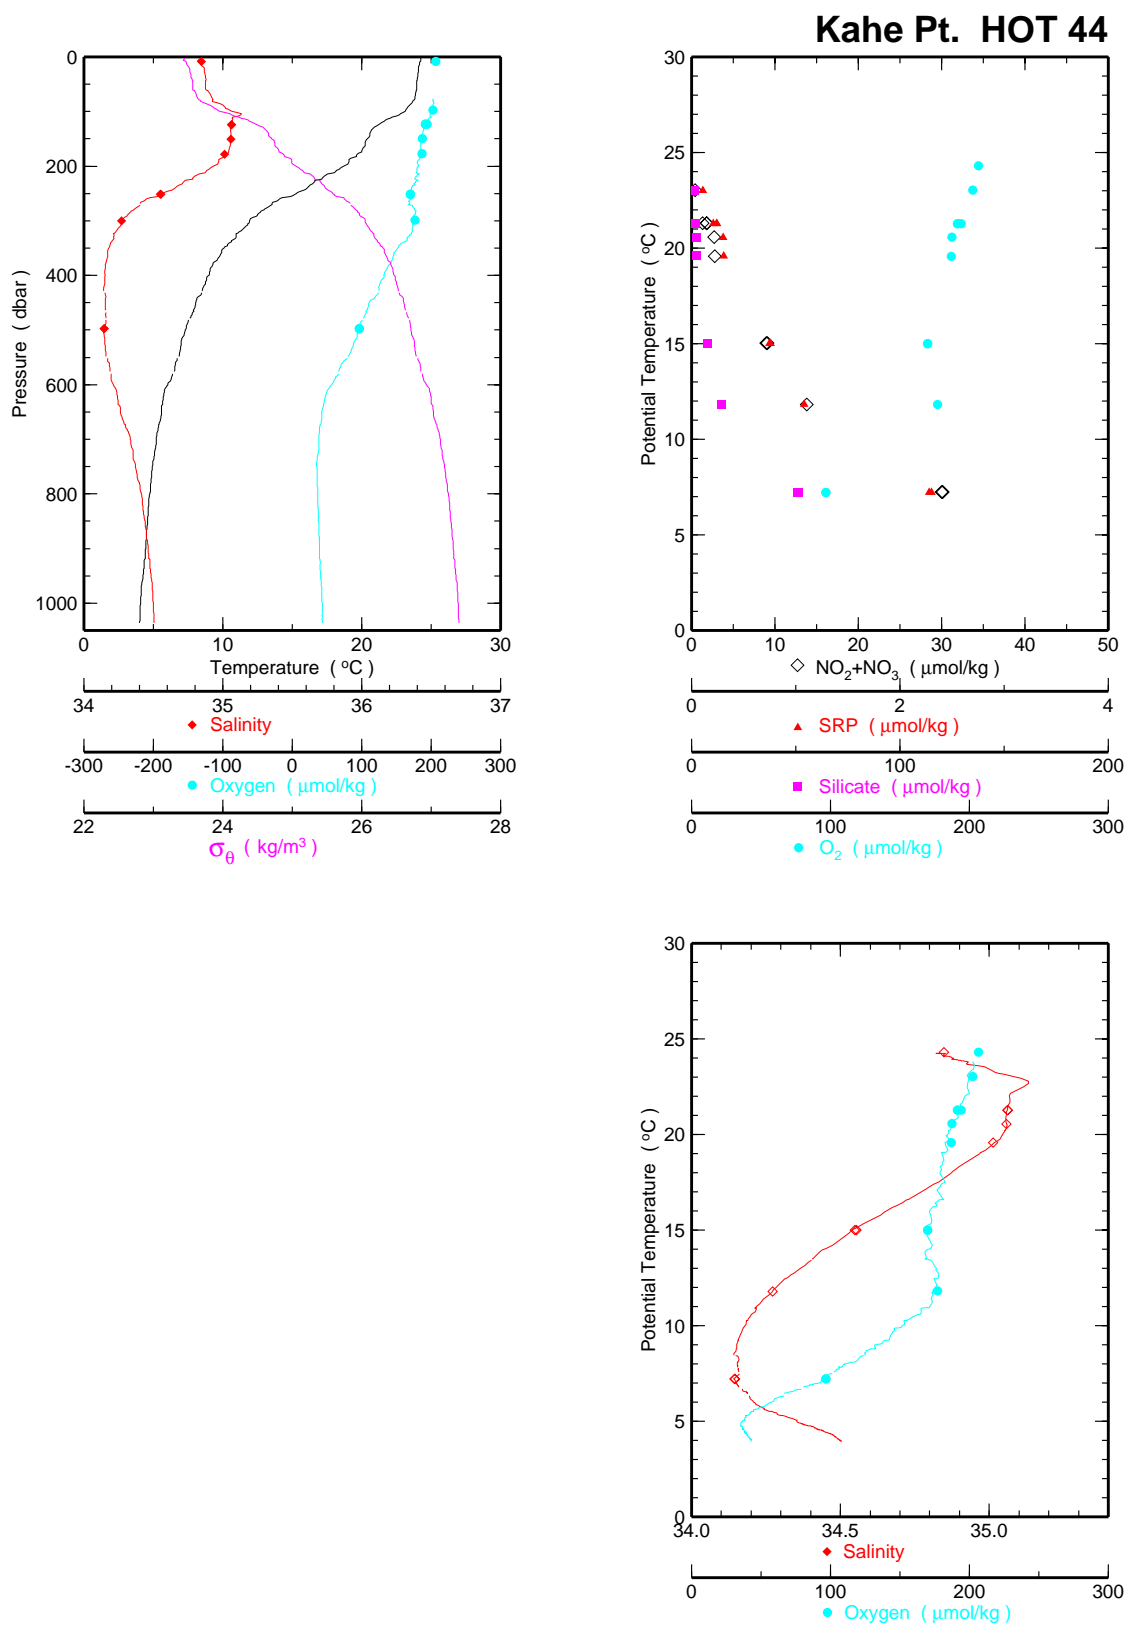 Kahe Pt. HOT 44
0
200
400
600
800
1000
Pressure ( dbar)
0 10 20 30
Temperature ( °C )
34 35 36 37
Salinity
-300 -200 -100 0 100 200 300
Oxygen ( μmol/kg )
22 24 26 28
σθ ( kg/m³ )
30
25
20
15
10
5
0
Potential Temperature ( °C)
0 10 20 30 40 50
NO₂+NO₃ ( μmol/kg )
0 2 4
SRP ( μmol/kg )
0 100 200
Silicate ( μmol/kg )
0 100 200 300
O₂ ( μmol/kg )
30
25
20
15
10
5
0
Potential Temperature ( °C)
34.0 34.5 35.0
Salinity
0 100 200 300
Oxygen ( μmol/kg )